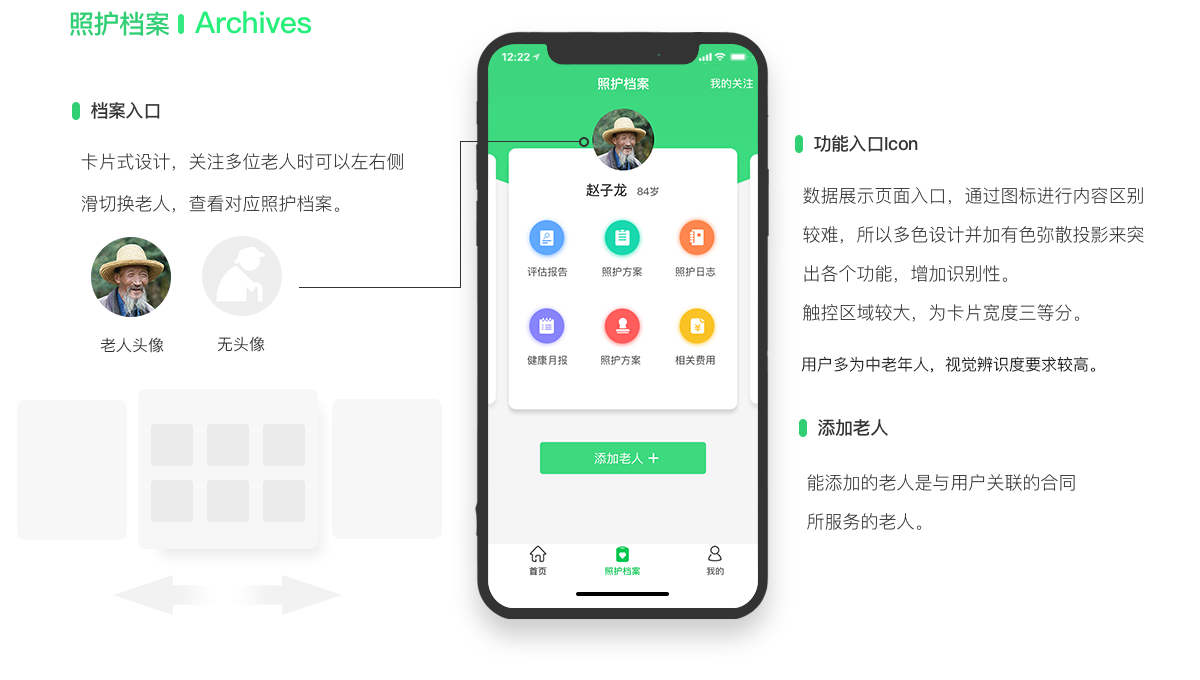 照护档案 Archives
档案入口
卡片式设计，关注多位老人时可以左右侧
滑切换老人，查看对应照护档案。
老人头像
无头像
12:22
照护档案
我的关注
赵子龙 84岁
评估报告
照护方案
照护日志
健康月报
照护方案
相关费用
添加老人 +
首页
照护档案
我的
功能入口Icon
数据展示页面入口，通过图标进行内容区别
较难，所以多色设计并加有色弥散投影来突
出各个功能，增加识别性。
触控区域较大，为卡片宽度三等分。
用户多为中老年人，视觉辨识度要求较高。
添加老人
能添加的老人是与用户关联的合同
所服务的老人。